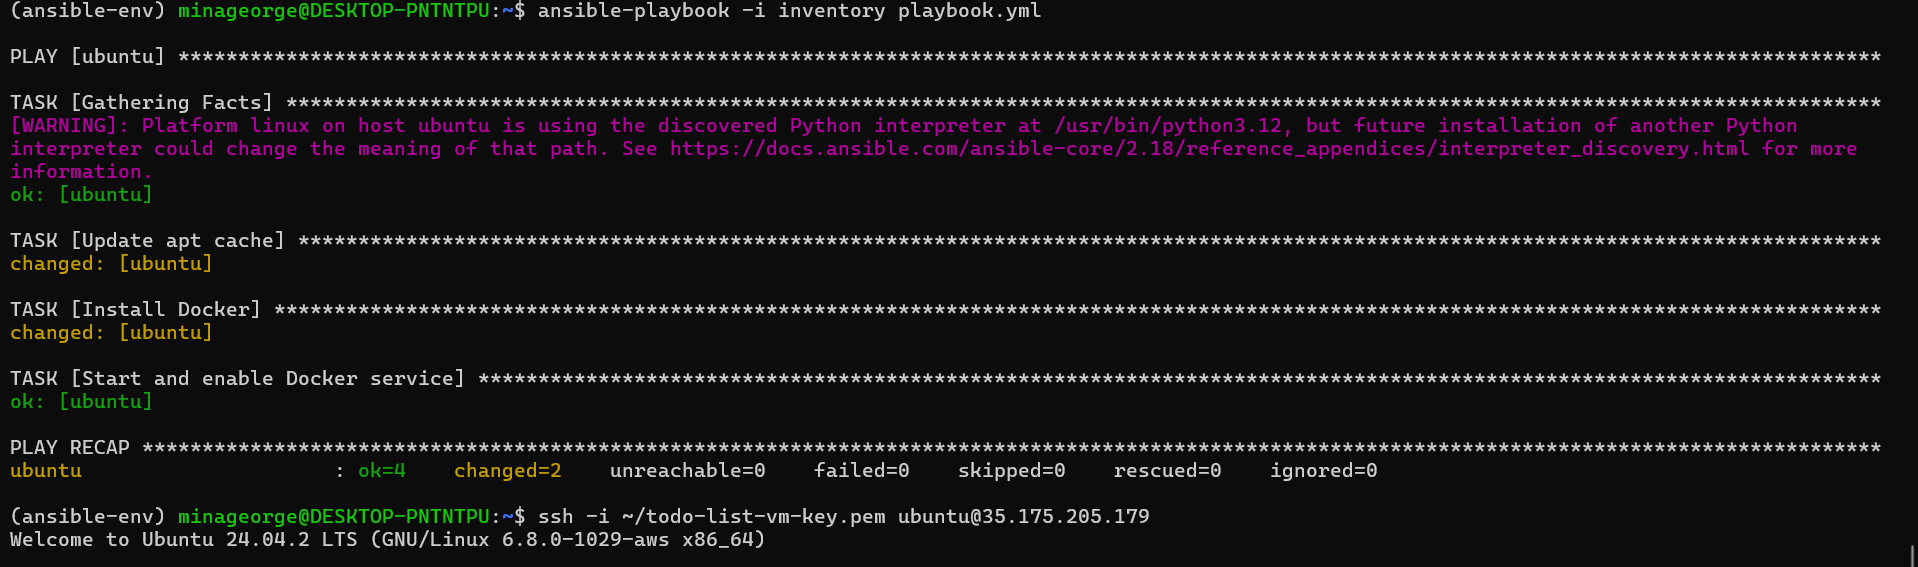 (ansible-env) minageorge@DESKTOP-PNTNTPU:~$ ansible-playbook -i inventory playbook.yml
PLAY [ubuntu] **********************************************************************************************************************************************
TASK [Gathering Facts] *************************************************************************************************************************************
[WARNING]: Platform linux on host ubuntu is using the discovered Python interpreter at /usr/bin/python3.12, but future installation of another Python
interpreter could change the meaning of that path. See https://docs.ansible.com/ansible-core/2.18/reference_appendices/interpreter_discovery.html for more
information.
ok: [ubuntu]
TASK [Update apt cache] ************************************************************************************************************************************
changed: [ubuntu]
TASK [Install Docker] **************************************************************************************************************************************
changed: [ubuntu]
TASK [Start and enable Docker service] *********************************************************************************************************************
ok: [ubuntu]
PLAY RECAP *************************************************************************************************************************************************
ubuntu                     : ok=4    changed=2    unreachable=0    failed=0    skipped=0    rescued=0    ignored=0
(ansible-env) minageorge@DESKTOP-PNTNTPU:~$ ssh -i ~/todo-list-vm-key.pem ubuntu@35.175.205.179
Welcome to Ubuntu 24.04.2 LTS (GNU/Linux 6.8.0-1029-aws x86_64)